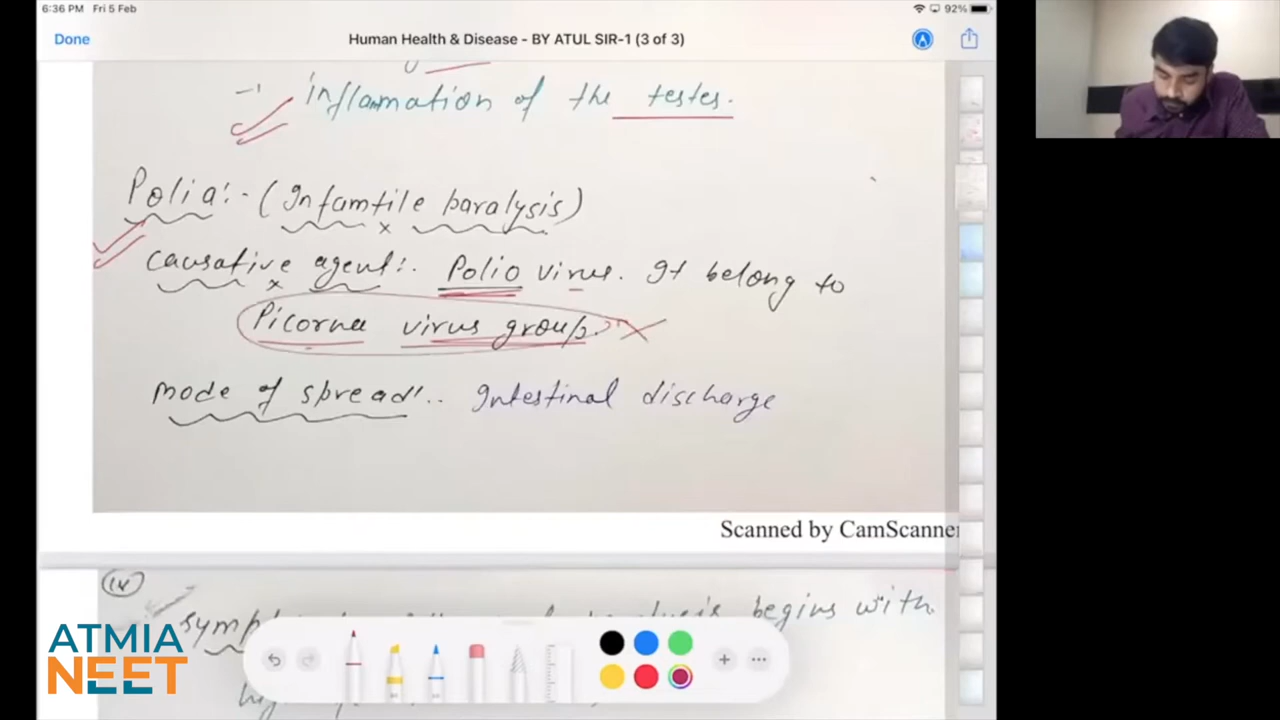 6:36 PM Fri 5 Feb
92%
Done
Human Health & Disease - BY ATUL SIR-1 (3 of 3)
inflammation of the testes.
Polio:- (Infantile paralysis)
causative agent:. Polio virus. It belong to
Picorna virus group.
mode of spread:. Intestinal discharge
Scanned by CamScanner
(iv)
begins with
ATMIA
NEET